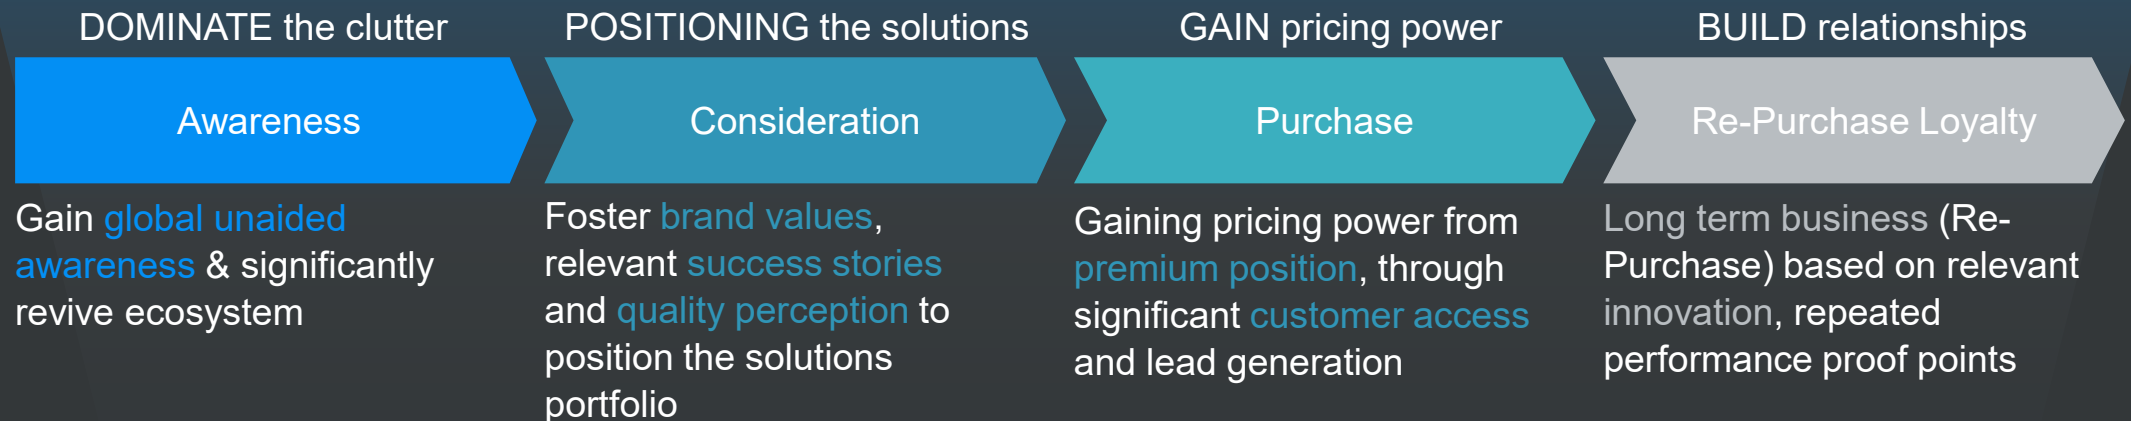 DOMINATE the clutter
Awareness
Gain global unaided
awareness & significantly
revive ecosystem
POSITIONING the solutions
Consideration
Foster brand values,
relevant success stories
and quality perception to
position the solutions
portfolio
GAIN pricing power
Purchase
Gaining pricing power from
premium position, through
significant customer access
and lead generation
BUILD relationships
Re-Purchase Loyalty
Long term business (Re-
Purchase) based on relevant
innovation, repeated
performance proof points